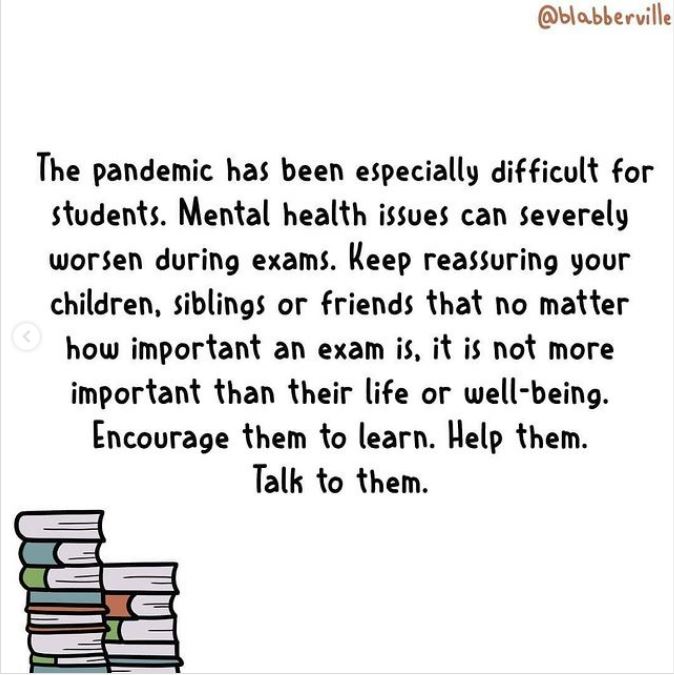 @blabberville
The pandemic has been especially difficult for
students. Mental health issues can severely
worsen during exams. Keep reassuring your
children, siblings or friends that no matter
how important an exam is, it is not more
important than their life or well-being.
Encourage them to learn. Help them.
Talk to them.